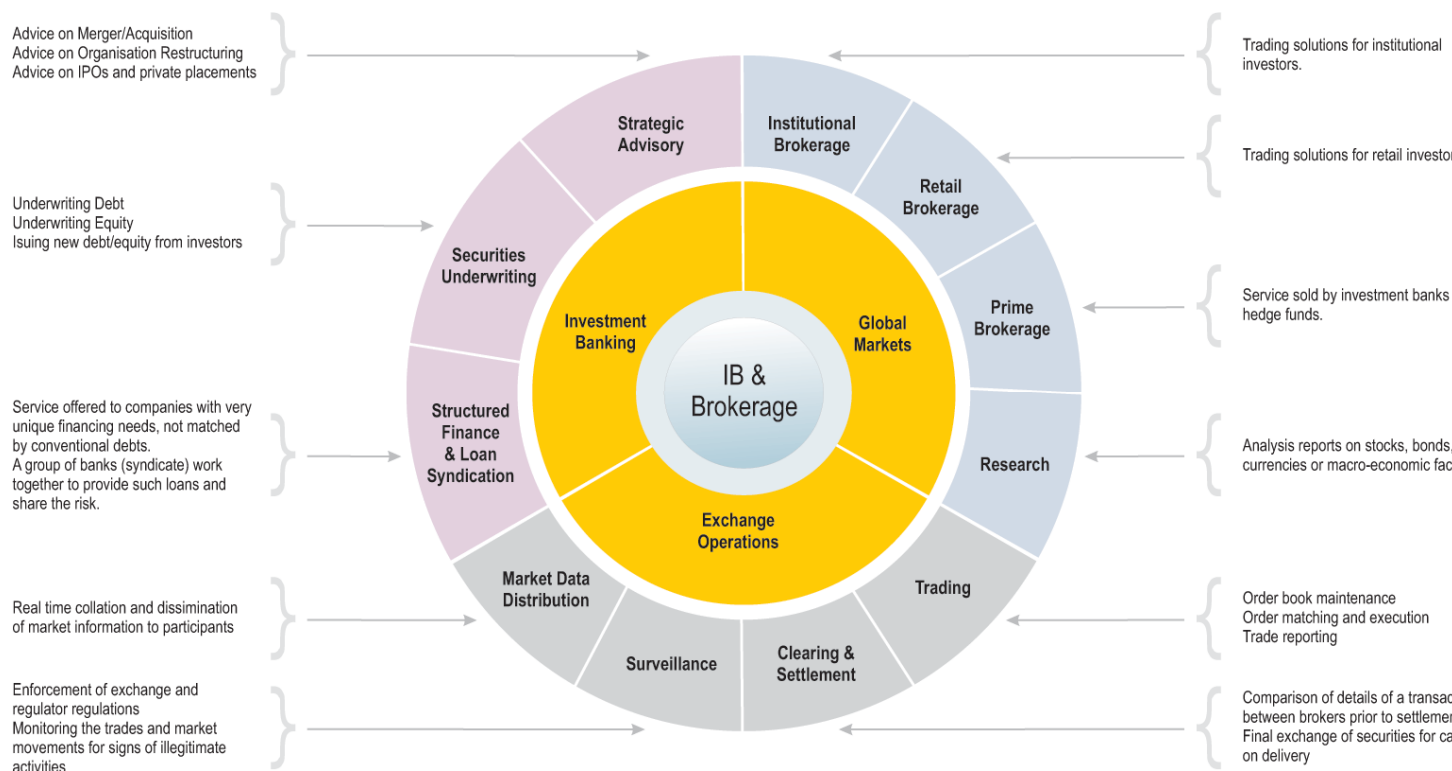 Advice on Merger/Acquisition
Advice on Organisation Restructuring
Advice on IPOs and private placements
Underwriting Debt
Underwriting Equity
Isuing new debt/equity from investors
Service offered to companies with very
unique financing needs, not matched
by conventional debts.
A group of banks (syndicate) work
together to provide such loans and
share the risk.
Real time collation and dissimination
of market information to participants
Enforcement of exchange and
regulator regulations
Monitoring the trades and market
movements for signs of illegitimate
activities
Strategic
Advisory
Securities
Underwriting
Structured
Finance
& Loan
Syndication
Market Data
Distribution
Surveillance
Clearing &
Settlement
Trading
Research
Prime
Brokerage
Retail
Brokerage
Institutional
Brokerage
Investment
Banking
Global
Markets
Exchange
Operations
IB &
Brokerage
Trading solutions for institutional
investors.
Trading solutions for retail
Service sold by investment banks
hedge funds.
Analysis reports on stocks, bonds,
currencies or macro-economic
Order book maintenance
Order matching and execution
Trade reporting
Comparison of details of a
between brokers prior to
Final exchange of securities for
on delivery